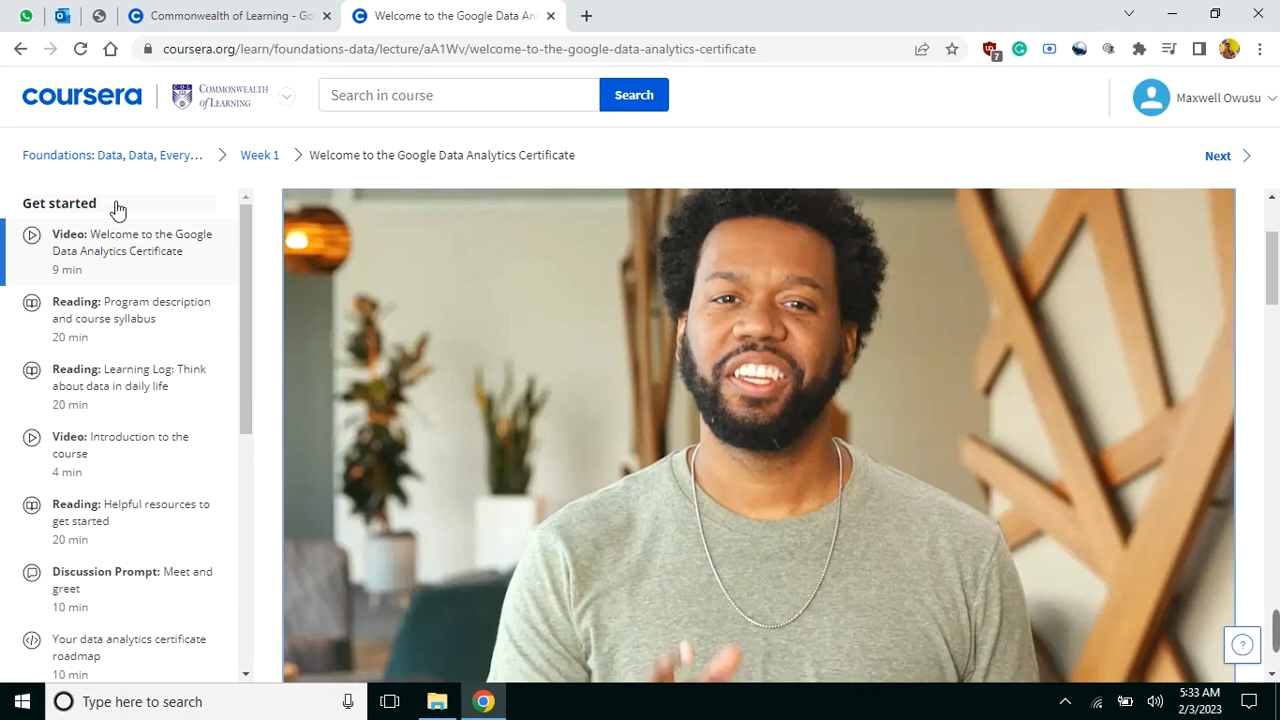 Commonwealth of Learning - Go
Welcome to the Google Data Ana
coursera.org/learn/foundations-data/lecture/aA1Wv/welcome-to-the-google-data-analytics-certificate
7
coursera
COMMONWEALTH
of LEARNING
Search in course
Search
Maxwell Owusu
Foundations: Data, Data, Every...
Week 1
Welcome to the Google Data Analytics Certificate
Next
Get started
Video: Welcome to the Google
Data Analytics Certificate
9 min
Reading: Program description
and course syllabus
20 min
Reading: Learning Log: Think
about data in daily life
20 min
Video: Introduction to the
course
4 min
Reading: Helpful resources to
get started
20 min
Discussion Prompt: Meet and
greet
10 min
Your data analytics certificate
roadmap
10 min
?
Type here to search
5:33 AM
2/3/2023